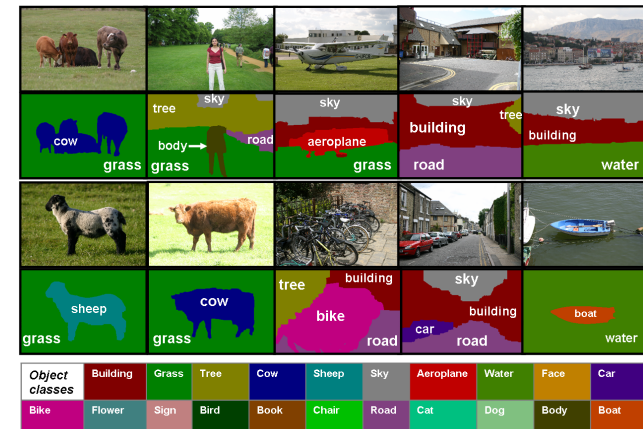 sky
tree
body
road
grass
cow
grass
sky
aeroplane
grass
sky
tree
building
road
sky
building
water
sheep
grass
cow
grass
tree
building
bike
road
sky
building
car
road
boat
water
Object classes
Building Grass Tree Cow Sheep Sky Aeroplane Water Face Car
Bike Flower Sign Bird Book Chair Road Cat Dog Body Boat